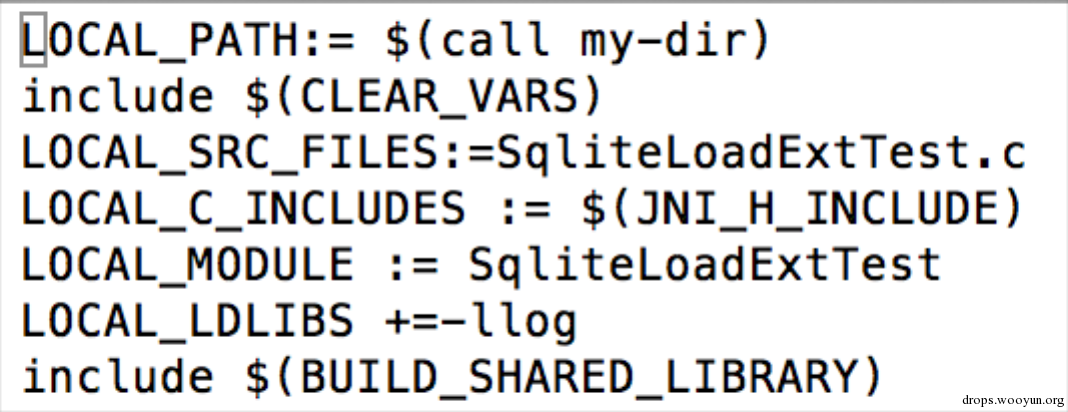 LOCAL_PATH:= $(call my-dir)
include $(CLEAR_VARS)
LOCAL_SRC_FILES:=SqliteLoadExtTest.c
LOCAL_C_INCLUDES := $(JNI_H_INCLUDE)
LOCAL_MODULE := SqliteLoadExtTest
LOCAL_LDLIBS +=-llog
include $(BUILD_SHARED_LIBRARY)
drops.wooyun.org